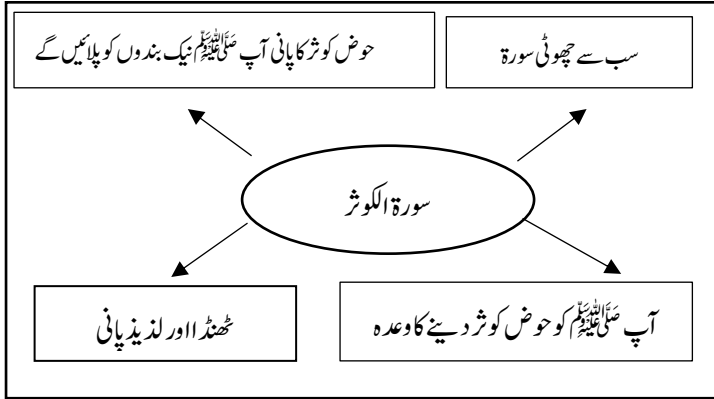 سب سے چھوٹی سورۃ
حوض کوثر کا پانی آپ ﷺ نیک بندوں کو پلائیں گے
سورۃ الکوثر
آپ ﷺ کو حوض کوثر دینے کا وعدہ
ٹھنڈا اور لذیذ پانی